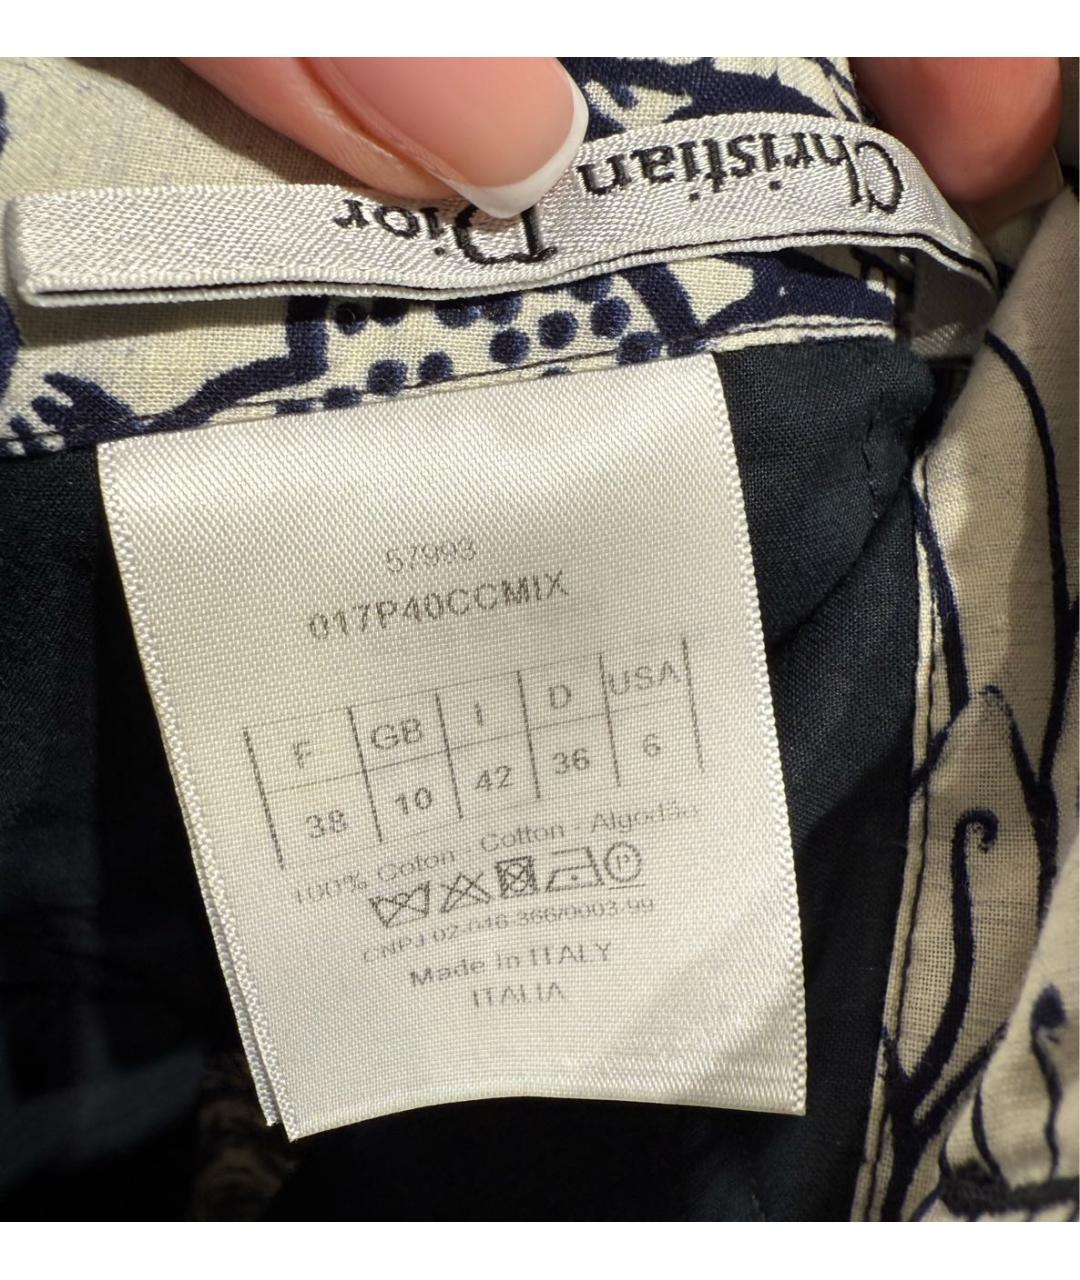 Christian
Dior
57993
017P40CCMIX
F GB I D USA
38 10 42 36 6
100% Coton - Cotton - Algodão
P
CNPJ 02-646-366/0003-99
Made in ITALY
ITALIA